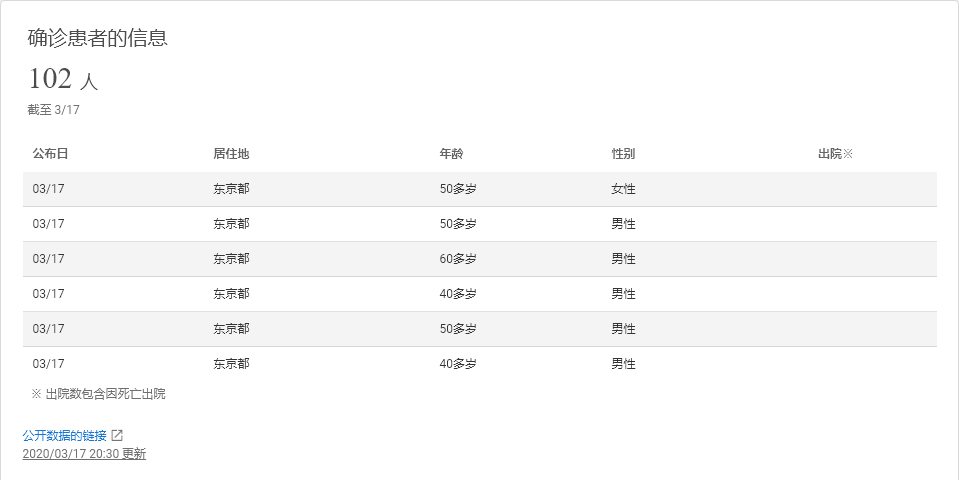 确诊患者的信息
102 人
截至 3/17
公布日 居住地 年龄 性别 出院※
03/17 东京都 50多岁 女性
03/17 东京都 50多岁 男性
03/17 东京都 60多岁 男性
03/17 东京都 40多岁 男性
03/17 东京都 50多岁 男性
03/17 东京都 40多岁 男性
※ 出院数包含因死亡出院
公开数据的链接
2020/03/17 20:30 更新